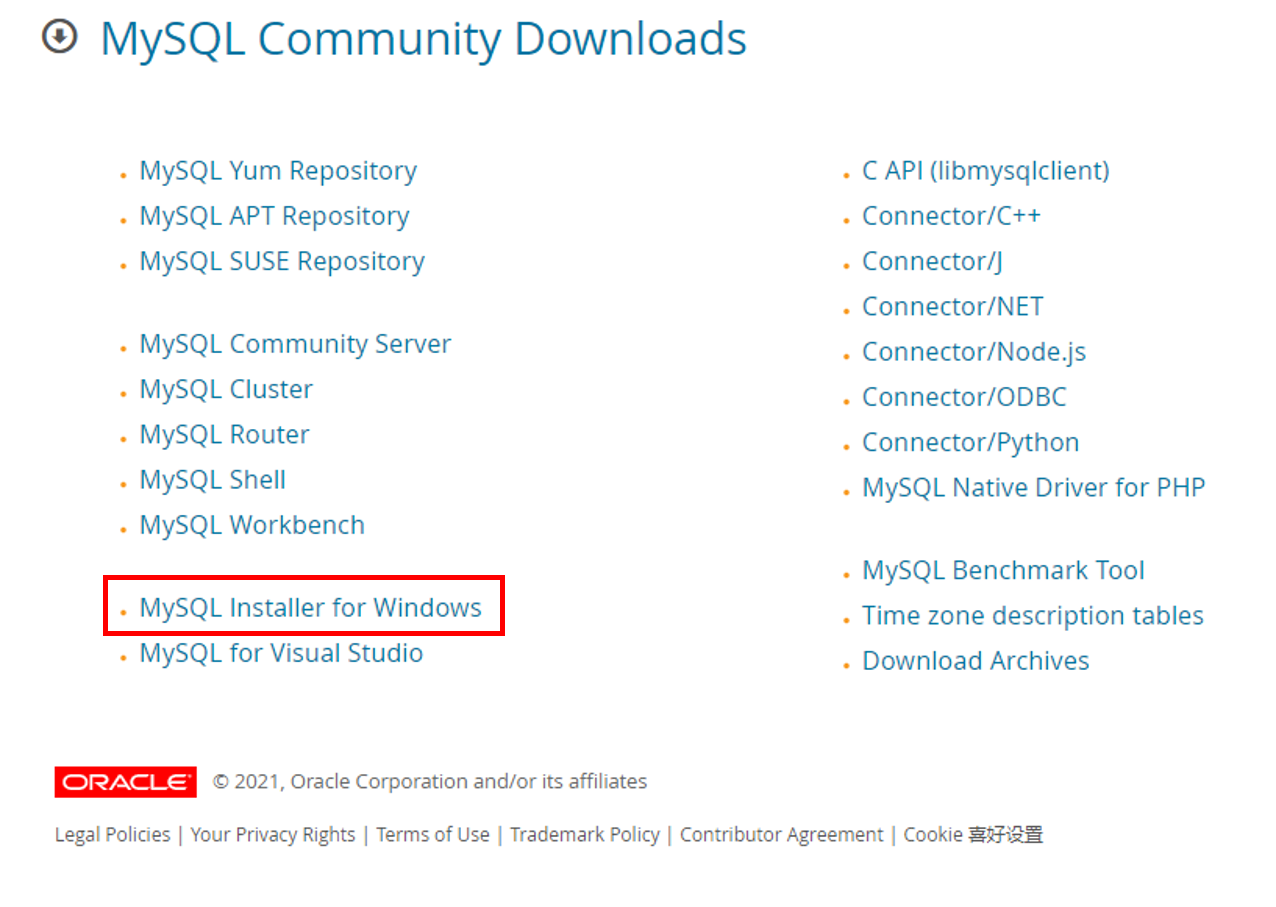 MySQL Community Downloads
MySQL Yum Repository
MySQL APT Repository
MySQL SUSE Repository
MySQL Community Server
MySQL Cluster
MySQL Router
MySQL Shell
MySQL Workbench
MySQL Installer for Windows
MySQL for Visual Studio
C API (libmysqlclient)
Connector/C++
Connector/J
Connector/NET
Connector/Node.js
Connector/ODBC
Connector/Python
MySQL Native Driver for PHP
MySQL Benchmark Tool
Time zone description tables
Download Archives
ORACLE © 2021, Oracle Corporation and/or its affiliates
Legal Policies | Your Privacy Rights | Terms of Use | Trademark Policy | Contributor Agreement | Cookie 喜好设置